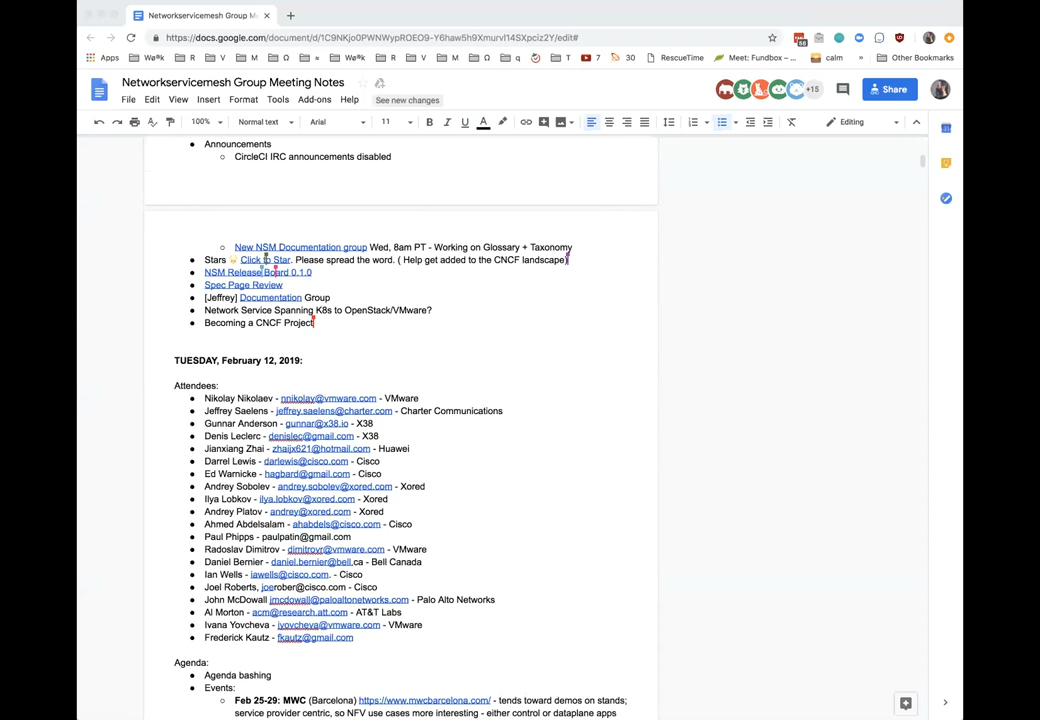 Networkservicemesh Group Me
https://docs.google.com/document/d/1C9NKjo0PWNWypROEO9-Y6haw5h9Xmurvl14SXpciz2Y/edit#
Apps We®k R V M Ω ≈ We®k R V M Ω q T 7 30 RescueTime Meet: Fundbox — ... calm » Other Bookmarks
Networkservicemesh Group Meeting Notes
File Edit View Insert Format Tools Add-ons Help See new changes
+15 Share
100% Normal text Arial 11 B I U A Editing
Announcements
CircleCI IRC announcements disabled
New NSM Documentation group Wed, 8am PT - Working on Glossary + Taxonomy
Stars Click to Star. Please spread the word. ( Help get added to the CNCF landscape)
NSM Release Board 0.1.0
Spec Page Review
[Jeffrey] Documentation Group
Network Service Spanning K8s to OpenStack/VMware?
Becoming a CNCF Project
TUESDAY, February 12, 2019:
Attendees:
Nikolay Nikolaev - nnikolay@vmware.com - VMware
Jeffrey Saelens - jeffrey.saelens@charter.com - Charter Communications
Gunnar Anderson - gunnar@x38.io - X38
Denis Leclerc - denislec@gmail.com - X38
Jianxiang Zhai - zhaijx621@hotmail.com - Huawei
Darrel Lewis - darlewis@cisco.com - Cisco
Ed Warnicke - hagbard@gmail.com - Cisco
Andrey Sobolev - andrey.sobolev@xored.com - Xored
Ilya Lobkov - ilya.lobkov@xored.com - Xored
Andrey Platov - andrey@xored.com - Xored
Ahmed Abdelsalam - ahabdels@cisco.com - Cisco
Paul Phipps - paulpatin@gmail.com
Radoslav Dimitrov - dimitrovr@vmware.com - VMware
Daniel Bernier - daniel.bernier@bell.ca - Bell Canada
Ian Wells - iawells@cisco.com. - Cisco
Joel Roberts, joerober@cisco.com - Cisco
John McDowall jmcdowall@paloaltonetworks.com - Palo Alto Networks
Al Morton - acm@research.att.com - AT&T Labs
Ivana Yovcheva - iyovcheva@vmware.com - VMware
Frederick Kautz - fkautz@gmail.com
Agenda:
Agenda bashing
Events:
Feb 25-29: MWC (Barcelona) https://www.mwcbarcelona.com/ - tends toward demos on stands;
service provider centric, so NFV use cases more interesting - either control or dataplane apps